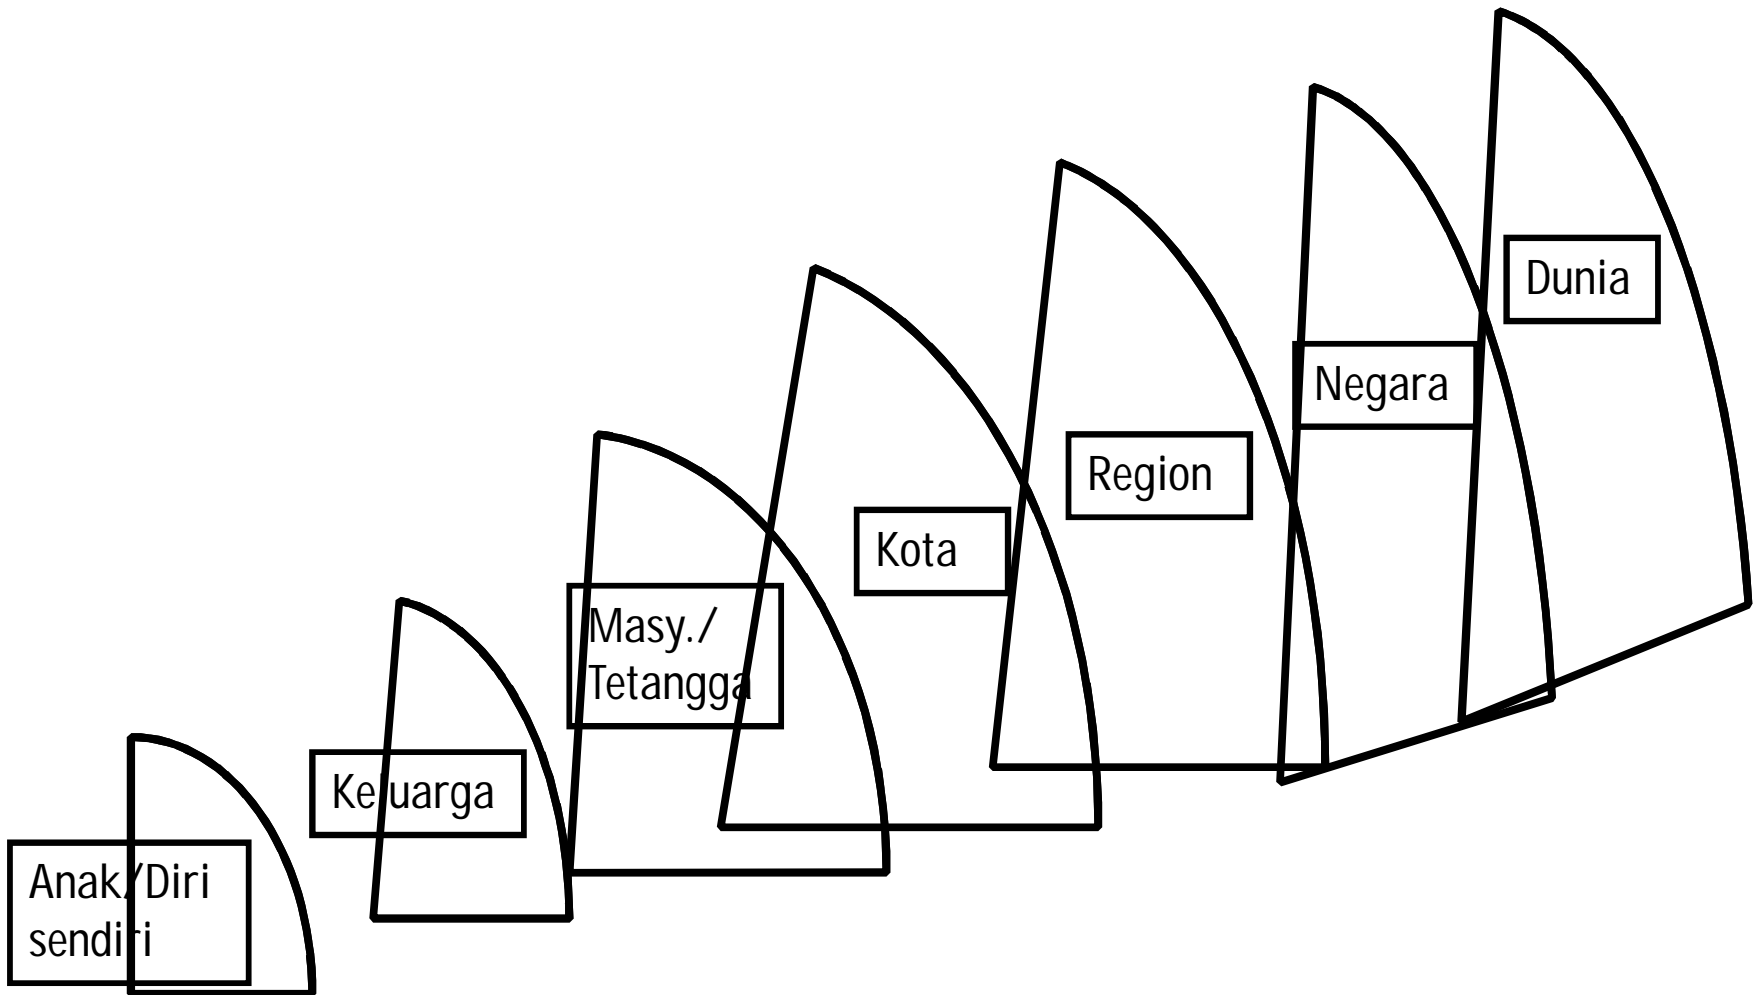 Anak/Diri
sendiri
Keluarga
Masy./
Tetangga
Kota
Region
Negara
Dunia